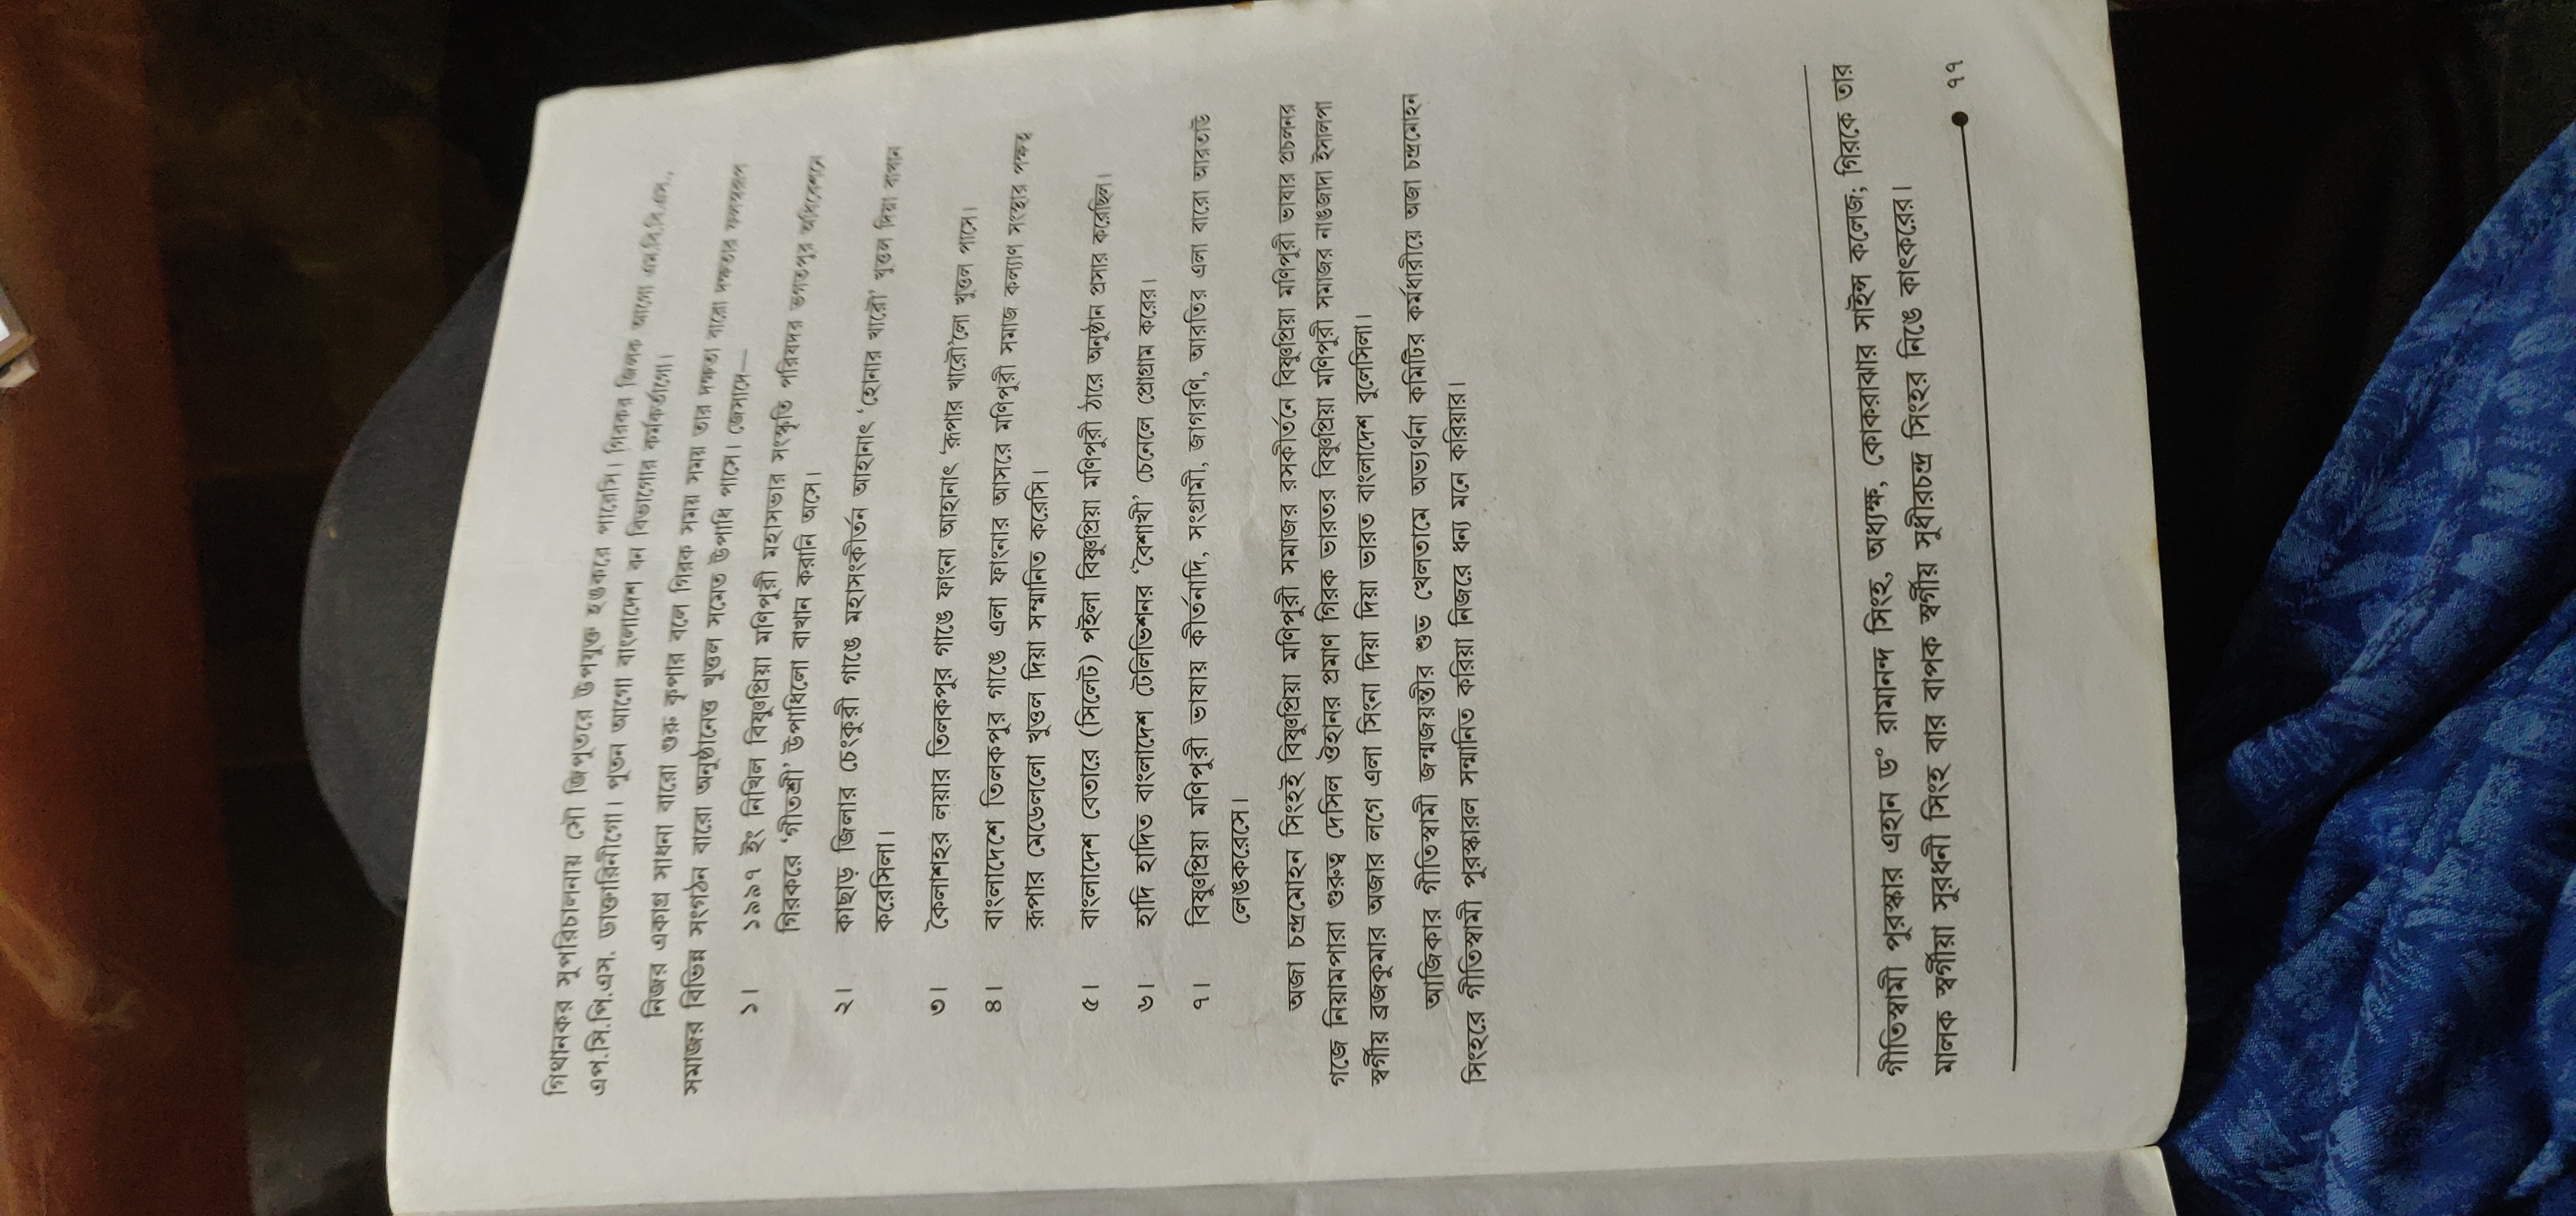 গিথানকর সুপরিচালনায় সৌ জিপুতরে উপযুক্ত হঙকরে পারেসি। গিরকর জিলক আগো এম.বি.বি.এস.,
এপ.সি.পি.এস. ডাক্তারিনীগো। পুতন আগো বাংলাদেশ বন বিভাগোর কর্মকর্তাগো।
নিজর একাগ্র সাধনা বারো গুরু কৃপার বলে গিরক সময় সময় তার দক্ষতা বারো দক্ষতার ফলস্বরূপ
সমাজর বিভিন্ন সংগঠন বারো অনুষ্ঠানেত্ত খুত্তল সমেত উপাধি পাসে। জেসাদে—
১। ১৯৯৭ ইং নিখিল বিষ্ণুপ্রিয়া মণিপুরী মহাসভার সংস্কৃতি পরিষদর ভগতপুর অধিবেশনে
গিরকরে ‘গীতশ্রী’ উপাধিলো বাখান করানি অসে।
২। কাছাড় জিলার চেংকুরী গাঙে মহাসংকীর্তন আহানাৎ ‘হোনার খারৌ’ খুত্তল দিয়া বাখান
করেসিলা।
৩। কৈলাশহর লয়ার তিলকপুর গাঙে ফাংনা আহানাৎ ‘রূপার খারৌ’লো খুত্তল পাসে।
৪। বাংলাদেশে তিলকপুর গাঙে এলা ফাংনার আসরে মণিপুরী সমাজ কল্যাণ সংস্থার পক্ষত্ব
রূপার মেডেললো খুত্তল দিয়া সম্মানিত করেসি।
৫। বাংলাদেশ বেতারে (সিলেট) পইলা বিষ্ণুপ্রিয়া মণিপুরী ঠারে অনুষ্ঠান প্রসার করেছিল।
৬। হাদি হাদিত বাংলাদেশ টেলিভিশনর ‘বৈশাখী’ চেনেলে প্রোগ্রাম করের।
৭। বিষ্ণুপ্রিয়া মণিপুরী ভাষায় কীর্তনাদি, সংগ্রামী, জাগরণি, আরতির এলা বারো আরতাউ
লেঙকরেসে।
অজা চন্দ্রমোহন সিংহই বিষ্ণুপ্রিয়া মণিপুরী সমাজর রসকীর্তনে বিষ্ণুপ্রিয়া মণিপুরী ভাষার প্রচলনর
গজে নিয়ামপারা গুরুত্ব দেসিল ঔহানর প্রমাণ গিরক ভারতর বিষ্ণুপ্রিয়া মণিপুরী সমাজর নাঙজাদা ইসালপা
স্বর্গীয় ব্রজকুমার অজার লগে এলা সিংনা দিয়া দিয়া ভারত বাংলাদেশ বুলেসিলা।
আজিকার গীতিস্বামী জন্মজয়ন্তীর শুভ খেলতামে অভ্যর্থনা কমিটির কর্মধারীয়ে অজা চন্দ্রমোহন
সিংহরে গীতিস্বামী পুরস্কারল সন্মানিত করিয়া নিজরে ধন্য মনে করিয়ার।
গীতিস্বামী পুরস্কার এহান ড° রামানন্দ সিংহ, অধ্যক্ষ, কোকরাঝার সাইন্স কলেজ; গিরকে তার
মালক স্বর্গীয়া সুরধনী সিংহ বার বাপক স্বর্গীয় সুধীরচন্দ্র সিংহর নিঙে কাৎকরের।
৭৭